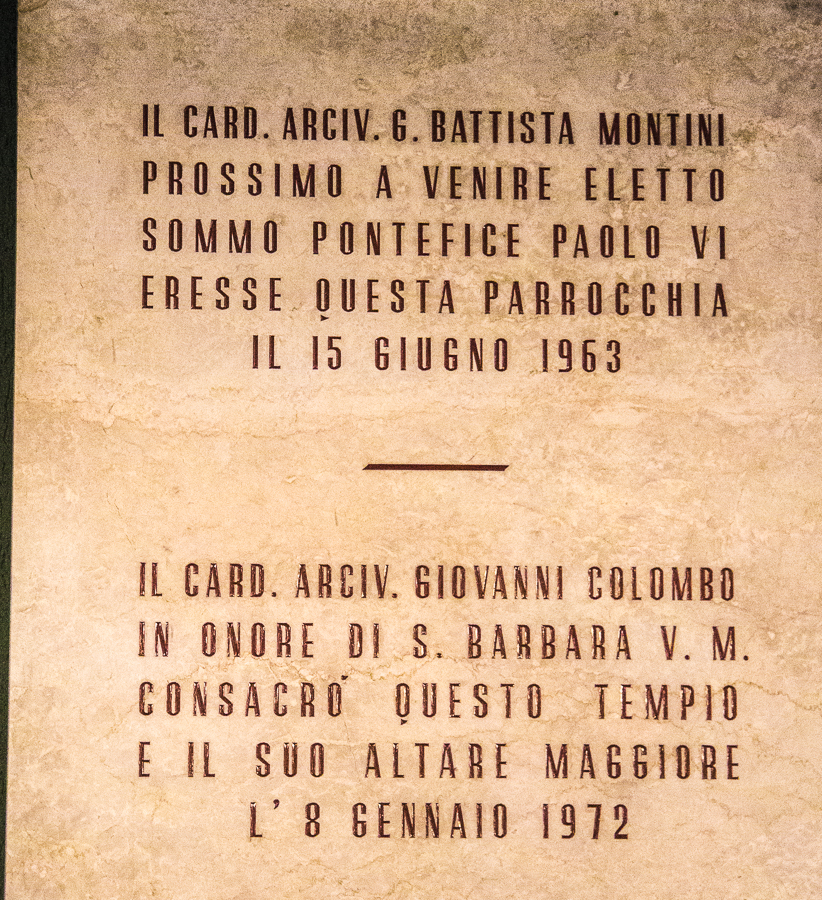 IL CARD. ARCIV. G. BATTISTA MONTINI
PROSSIMO A VENIRE ELETTO
SOMMO PONTEFICE PAOLO VI
ERESSE QUESTA PARROCCHIA
IL 15 GIUGNO 1963
IL CARD. ARCIV. GIOVANNI COLOMBO
IN ONORE DI S. BARBARA V. M.
CONSACRO' QUESTO TEMPIO
E IL SUO ALTARE MAGGIORE
L' 8 GENNAIO 1972